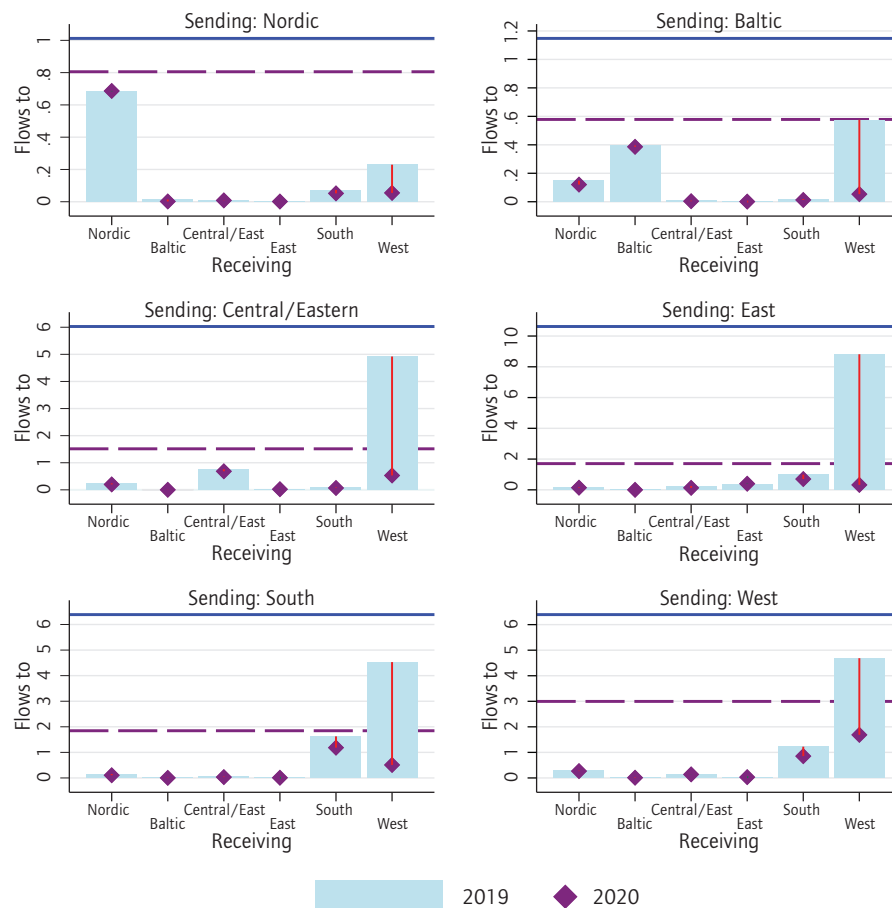 Sending: Nordic
Flows to
0 .2 .4 .6 .8 1
Nordic Baltic Central/East East South West
Receiving
Sending: Baltic
Flows to
0 .2 .4 .6 .8 1 1.2
Nordic Baltic Central/East East South West
Receiving
Sending: Central/Eastern
Flows to
0 1 2 3 4 5 6
Nordic Baltic Central/East East South West
Receiving
Sending: East
Flows to
0 2 4 6 8 10
Nordic Baltic Central/East East South West
Receiving
Sending: South
Flows to
0 1 2 3 4 5 6
Nordic Baltic Central/East East South West
Receiving
Sending: West
Flows to
0 1 2 3 4 5 6
Nordic Baltic Central/East East South West
Receiving
2019 2020